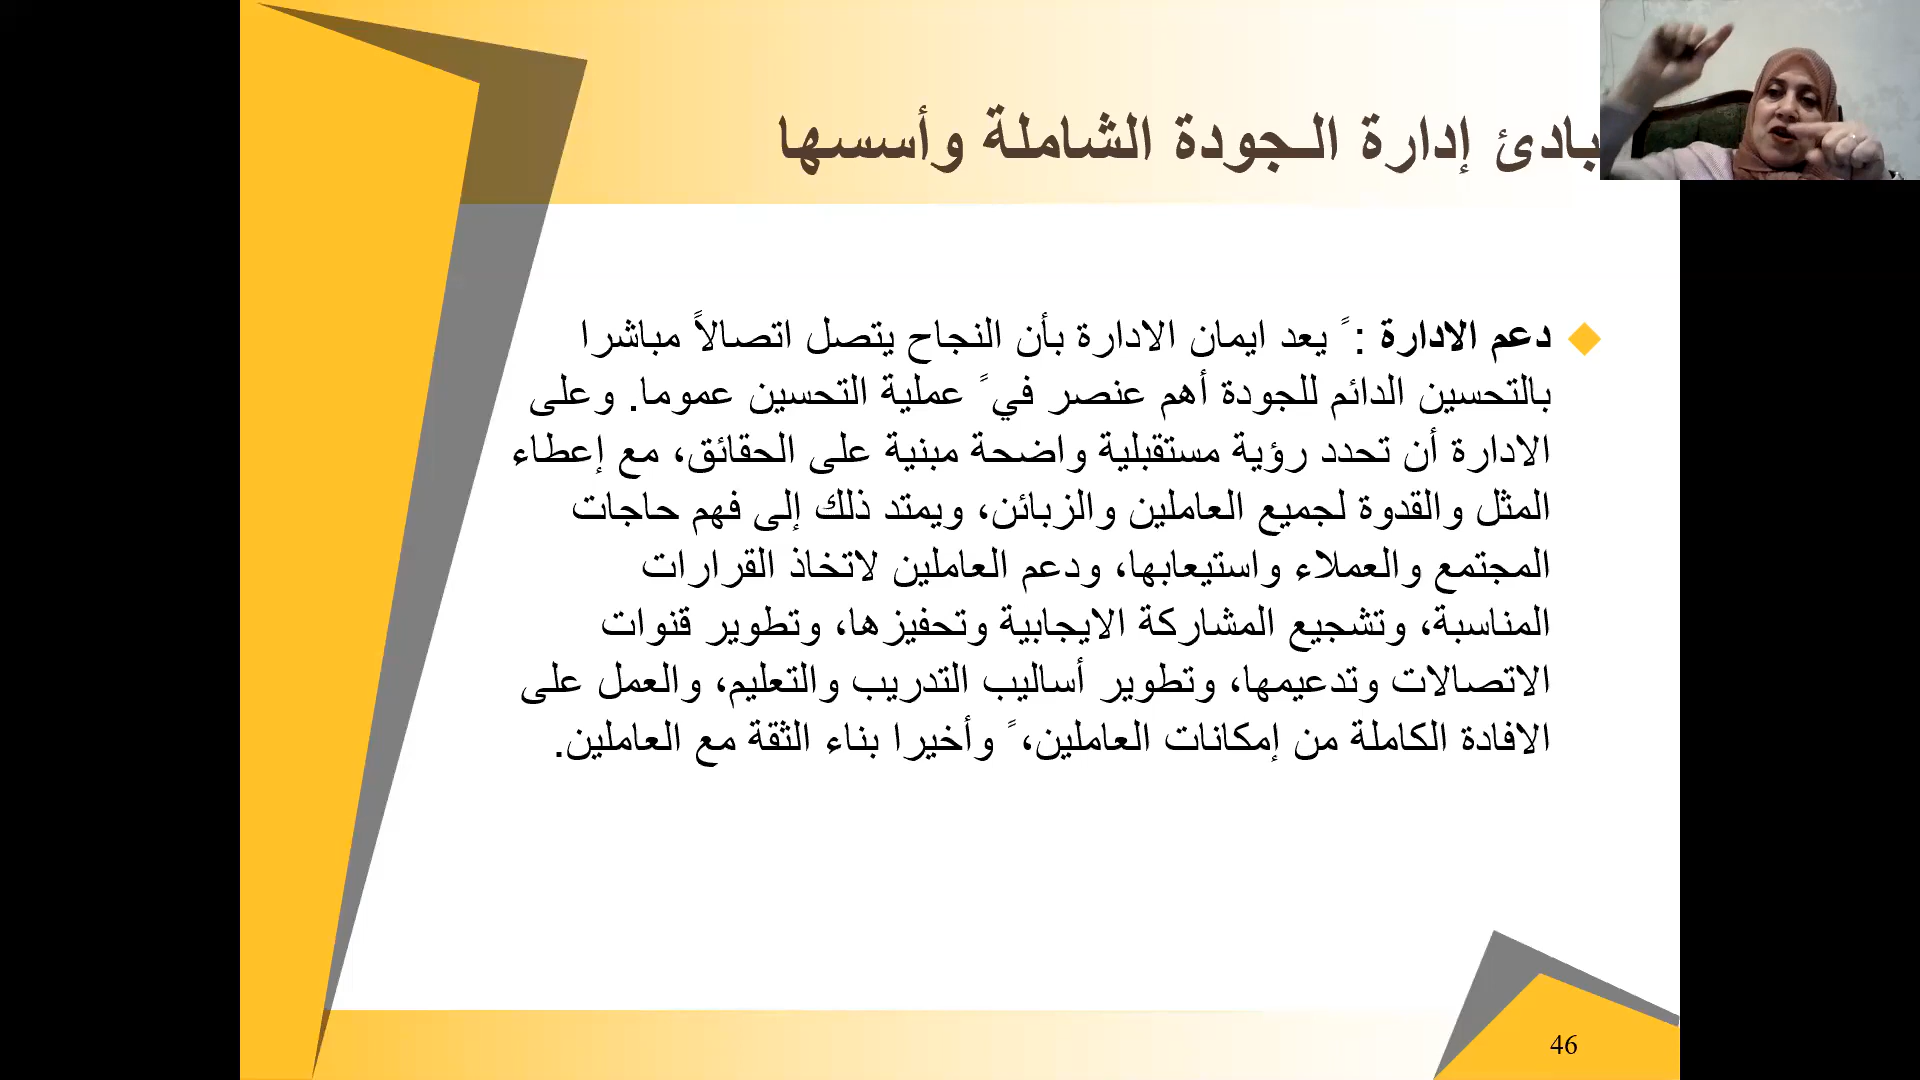 بادئ إدارة الـجودة الشاملة وأسسها
دعم الادارة : ً يعد ايمان الادارة بأن النجاح يتصل اتصالاً مباشرا
بالتحسين الدائم للجودة أهم عنصر في ً عملية التحسين عموما. وعلى
الادارة أن تحدد رؤية مستقبلية واضحة مبنية على الحقائق، مع إعطاء
المثل والقدوة لجميع العاملين والزبائن، ويمتد ذلك إلى فهم حاجات
المجتمع والعملاء واستيعابها، ودعم العاملين لاتخاذ القرارات
المناسبة، وتشجيع المشاركة الايجابية وتحفيزها، وتطوير قنوات
الاتصالات وتدعيمها، وتطوير أساليب التدريب والتعليم، والعمل على
الافادة الكاملة من إمكانات العاملين، ً وأخيرا بناء الثقة مع العاملين.
46